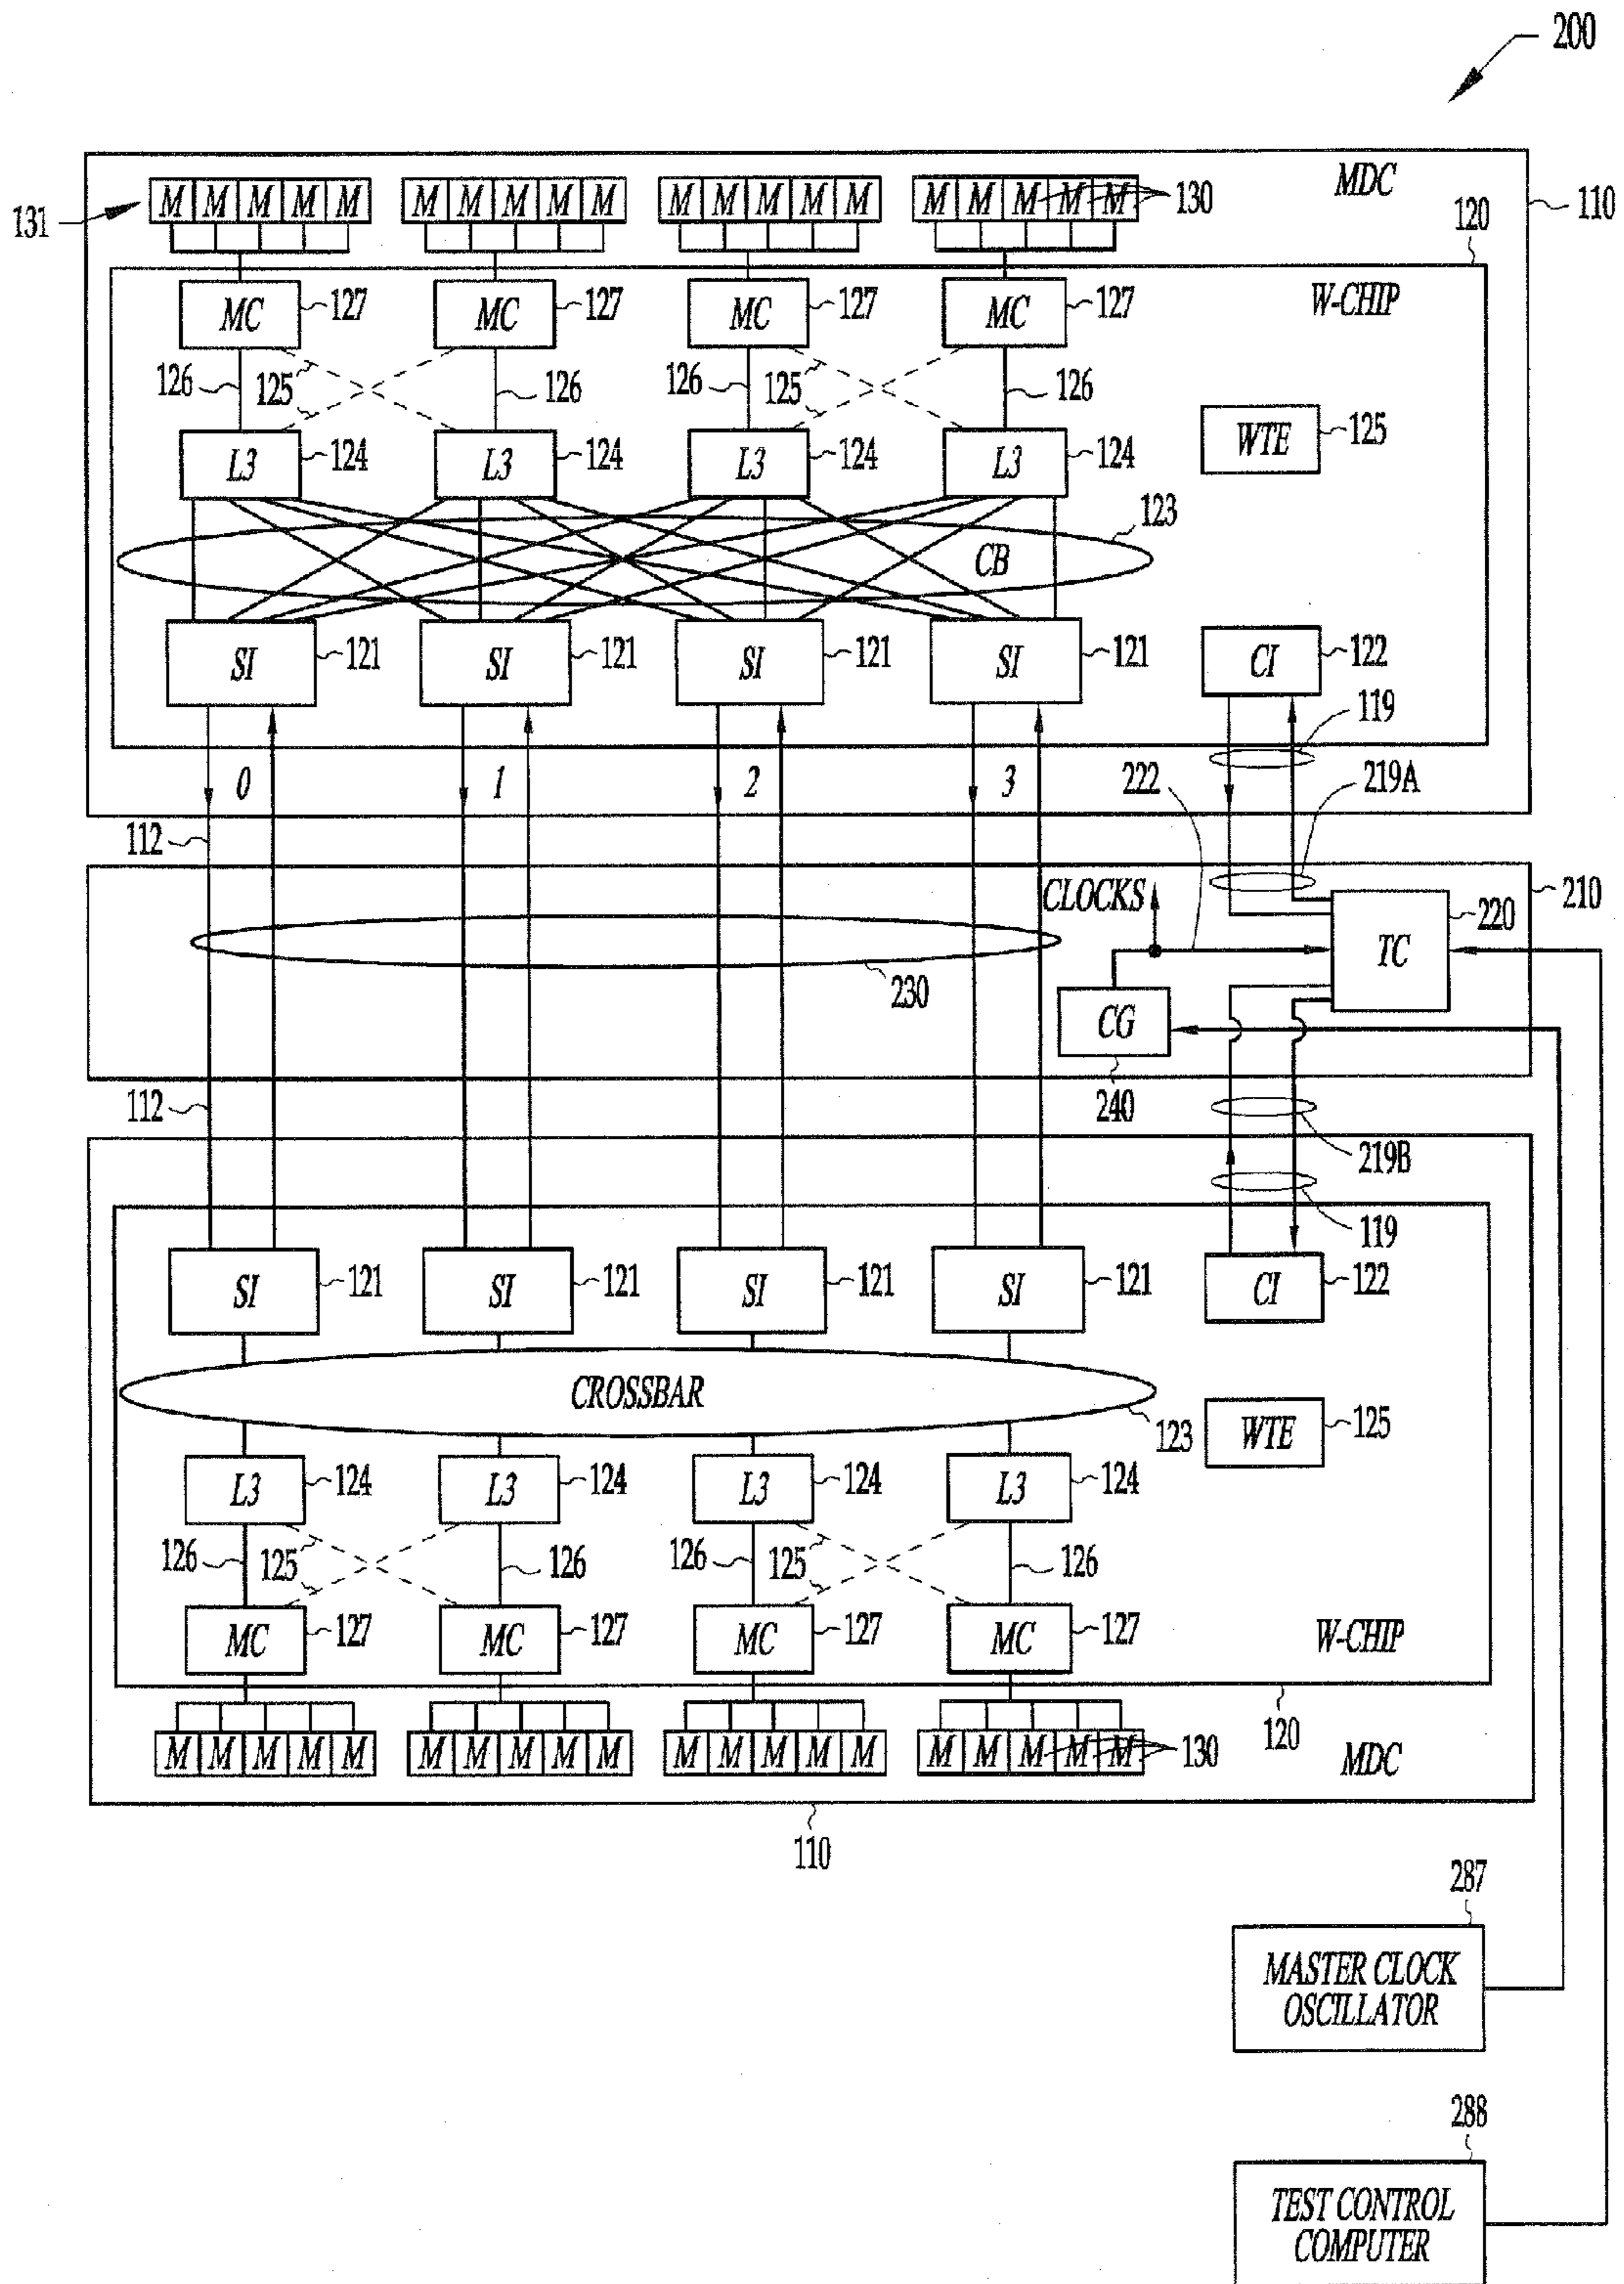 200
MDC
M M M M M M M M M M M M M M M M M M M M
131
130
110
120
W-CHIP
MC 127 MC 127 MC 127 MC 127
126 125 126 126 125 126
L3 124 L3 124 L3 124 L3 124
WTE 125
123
CB
SI 121 SI 121 SI 121 SI 121
CI 122
119
0 1 2 3
222
219A
112
CLOCKS
210
220
TC
230
CG
240
112
219B
119
SI 121 SI 121 SI 121 SI 121
CI 122
CROSSBAR
123
WTE 125
L3 124 L3 124 L3 124 L3 124
126 125 126 126 125 126
MC 127 MC 127 MC 127 MC 127
W-CHIP
M M M M M M M M M M M M M M M M M M M M
130
120
MDC
110
287
MASTER CLOCK
OSCILLATOR
288
TEST CONTROL
COMPUTER